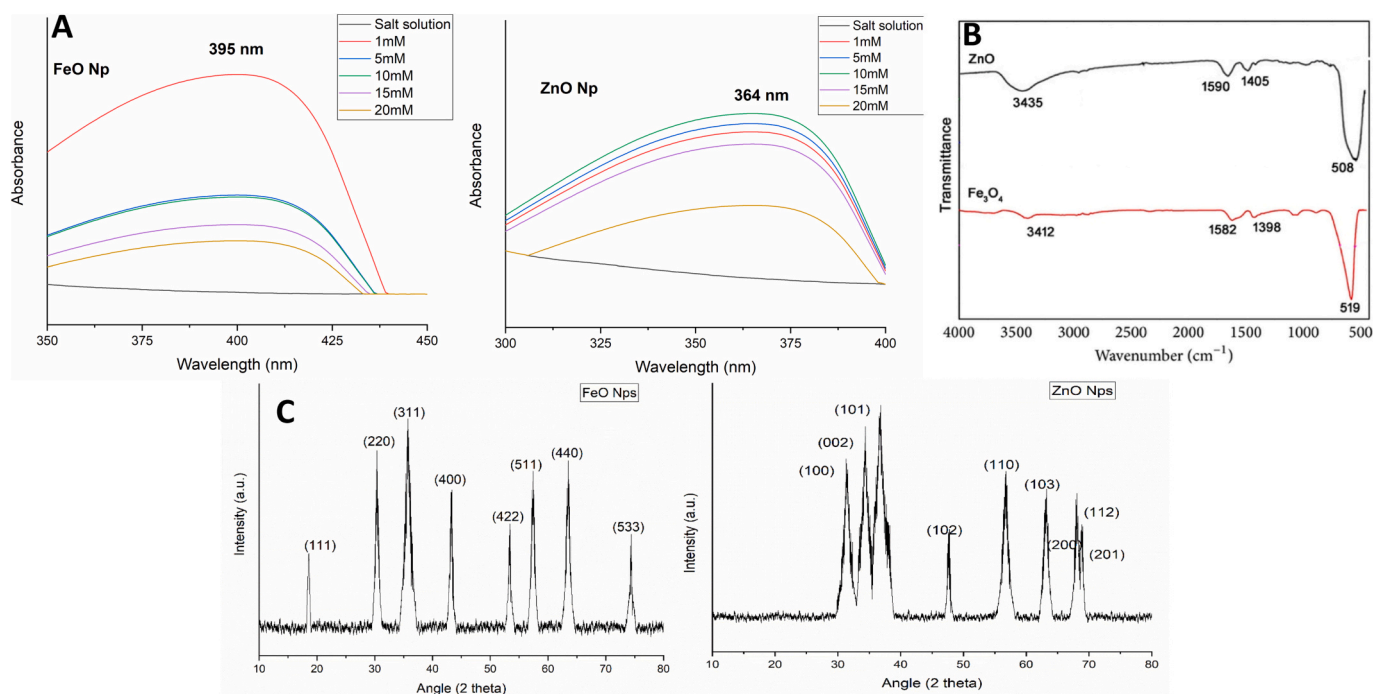 A
FeO Np
395 nm
Salt solution
1mM
5mM
10mM
15mM
20mM
Absorbance
350
375
400
425
450
Wavelength (nm)
ZnO Np
364 nm
Salt solution
1mM
5mM
10mM
15mM
20mM
Absorbance
300
325
350
375
400
Wavelength (nm)
B
ZnO
3435
1590
1405
508
Fe₃O₄
3412
1582
1398
519
Transmittance
4000
3500
3000
2500
2000
1500
1000
500
Wavenumber (cm⁻¹)
C
FeO Nps
(111)
(220)
(311)
(400)
(422)
(511)
(440)
(533)
Intensity (a.u.)
10
20
30
40
50
60
70
80
Angle (2 theta)
ZnO Nps
(100)
(002)
(101)
(102)
(110)
(103)
(200)
(112)
(201)
Intensity (a.u.)
10
20
30
40
50
60
70
80
Angle (2 theta)